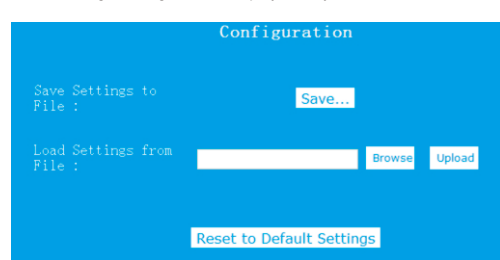 Configuration
Save Settings to
File :
Save...
Load Settings from
File :
Browse
Upload
Reset to Default Settings